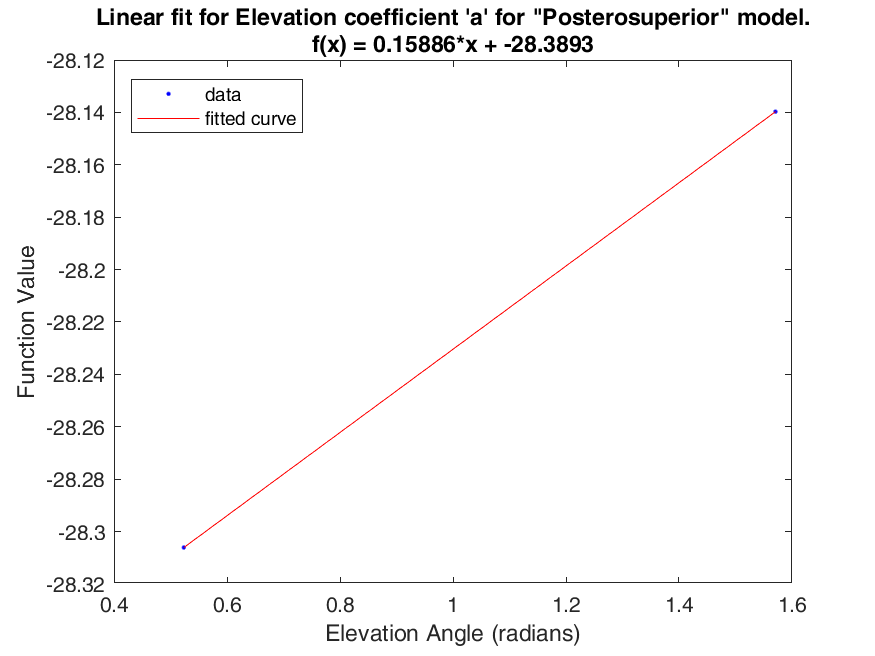 Linear fit for Elevation coefficient 'a' for "Posterosuperior" model.
f(x) = 0.15886*x + -28.3893
data
fitted curve
Function Value
-28.12
-28.14
-28.16
-28.18
-28.2
-28.22
-28.24
-28.26
-28.28
-28.3
-28.32
0.4 0.6 0.8 1 1.2 1.4 1.6
Elevation Angle (radians)